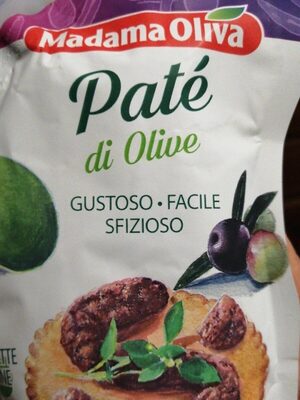 Madama Oliva
Paté
di Olive
GUSTOSO • FACILE
SFIZIOSO